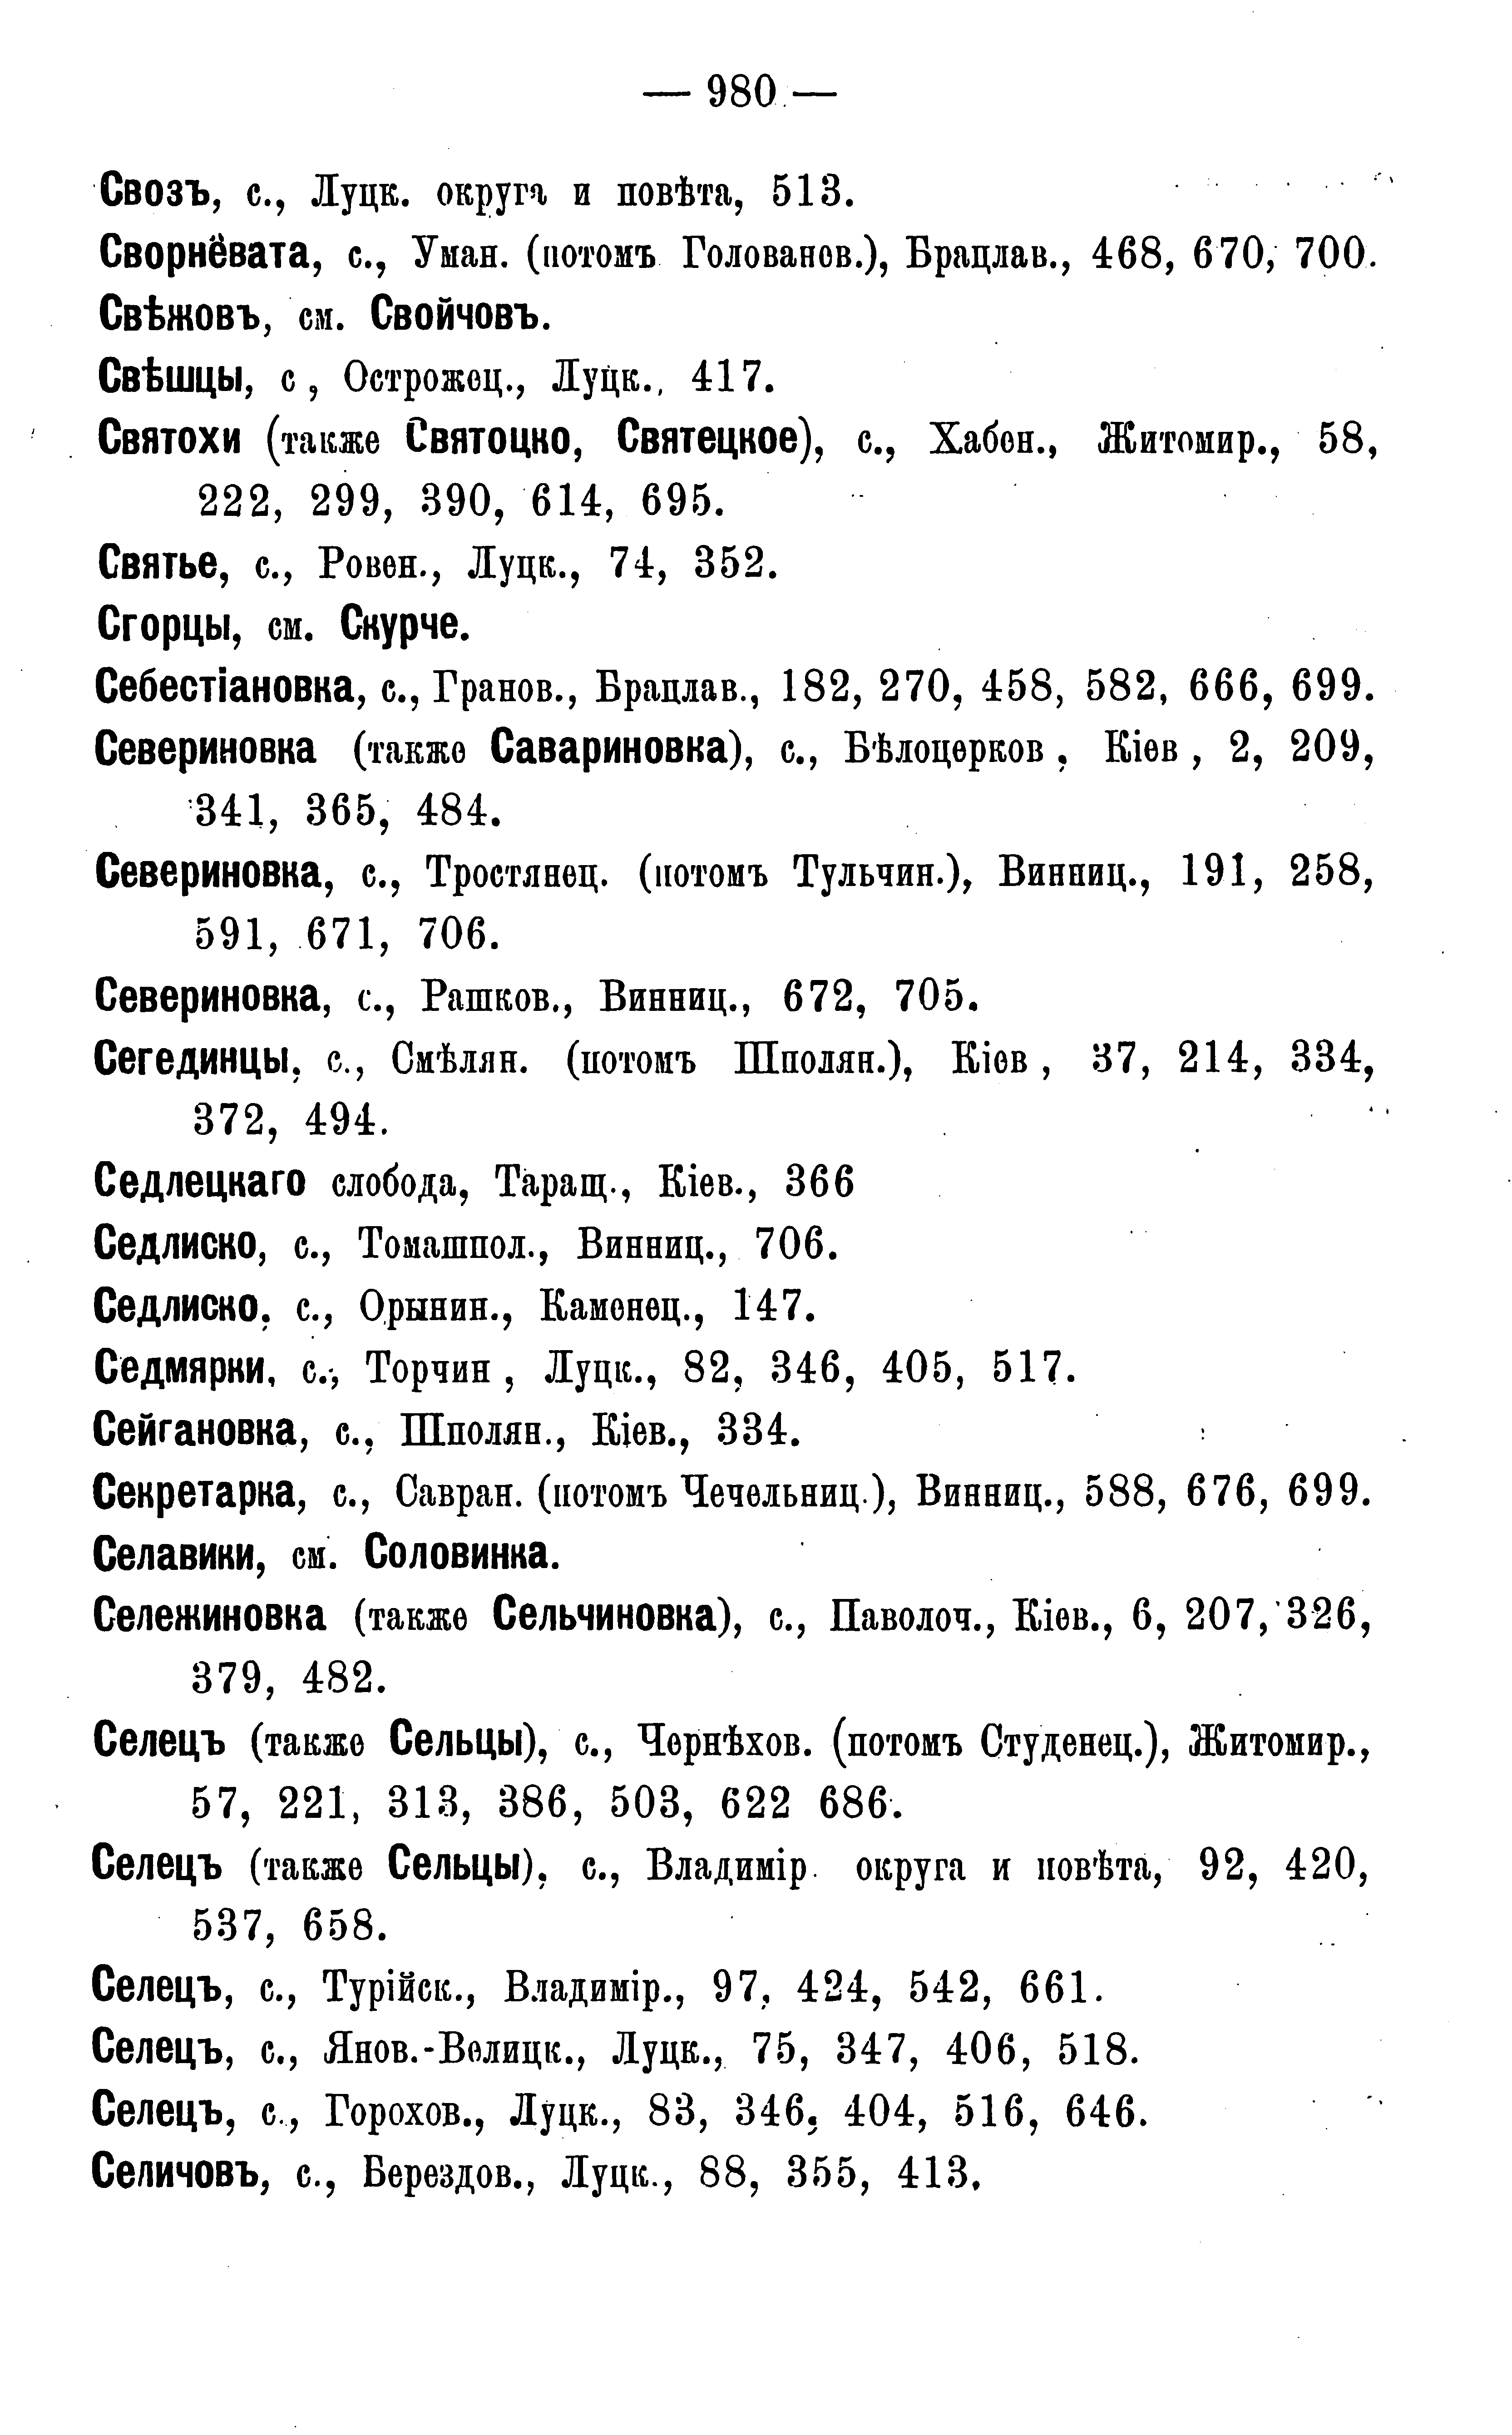 — 980 —
Свозъ, с., Луцк. округа и повѣта, 513.
Сворнёвата, с., Уман. (потомъ Голованев.), Брацлав., 468, 670, 700.
Свѣжовъ, см. Свойчовъ.
Свѣшцы, с , Острожец., Луцк., 417.
Святохи (также Святоцко, Святецкое), с., Хабен., Житомир., 58,
222, 299, 390, 614, 695.
Святье, с., Ровен., Луцк., 74, 352.
Сгорцы, см. Скурче.
Себестіановка, с., Гранов., Брацлав., 182, 270, 458, 582, 666, 699.
Севериновка (также Савариновка), с., Бѣлоцерков , Кіев , 2, 209,
341, 365, 484.
Севериновка, с., Тростянец. (потомъ Тульчин.), Винниц., 191, 258,
591, 671, 706.
Севериновка, с., Рашков., Винниц., 672, 705.
Сегединцы, с., Смѣлян. (потомъ Шполян.), Кіев , 37, 214, 334,
372, 494.
Седлецкаго слобода, Таращ., Кіев., 366
Седлиско, с., Томашпол., Винниц., 706.
Седлиско, с., Орынин., Каменец., 147.
Седмярки, с., Торчин , Луцк., 82, 346, 405, 517.
Сейгановка, с., Шполян., Кіев., 334.
Секретарка, с., Савран. (потомъ Чечельниц.), Винниц., 588, 676, 699.
Селавики, см. Соловинка.
Сележиновка (также Сельчиновка), с., Паволоч., Кіев., 6, 207, 326,
379, 482.
Селецъ (также Сельцы), с., Чернѣхов. (потомъ Студенец.), Житомир.,
57, 221, 313, 386, 503, 622 686.
Селецъ (также Сельцы), с., Владимір. округа и повѣта, 92, 420,
537, 658.
Селецъ, с., Турійск., Владимір., 97, 424, 542, 661.
Селецъ, с., Янов.-Велицк., Луцк., 75, 347, 406, 518.
Селецъ, с., Горохов., Луцк., 83, 346, 404, 516, 646.
Селичовъ, с., Берездов., Луцк., 88, 355, 413.